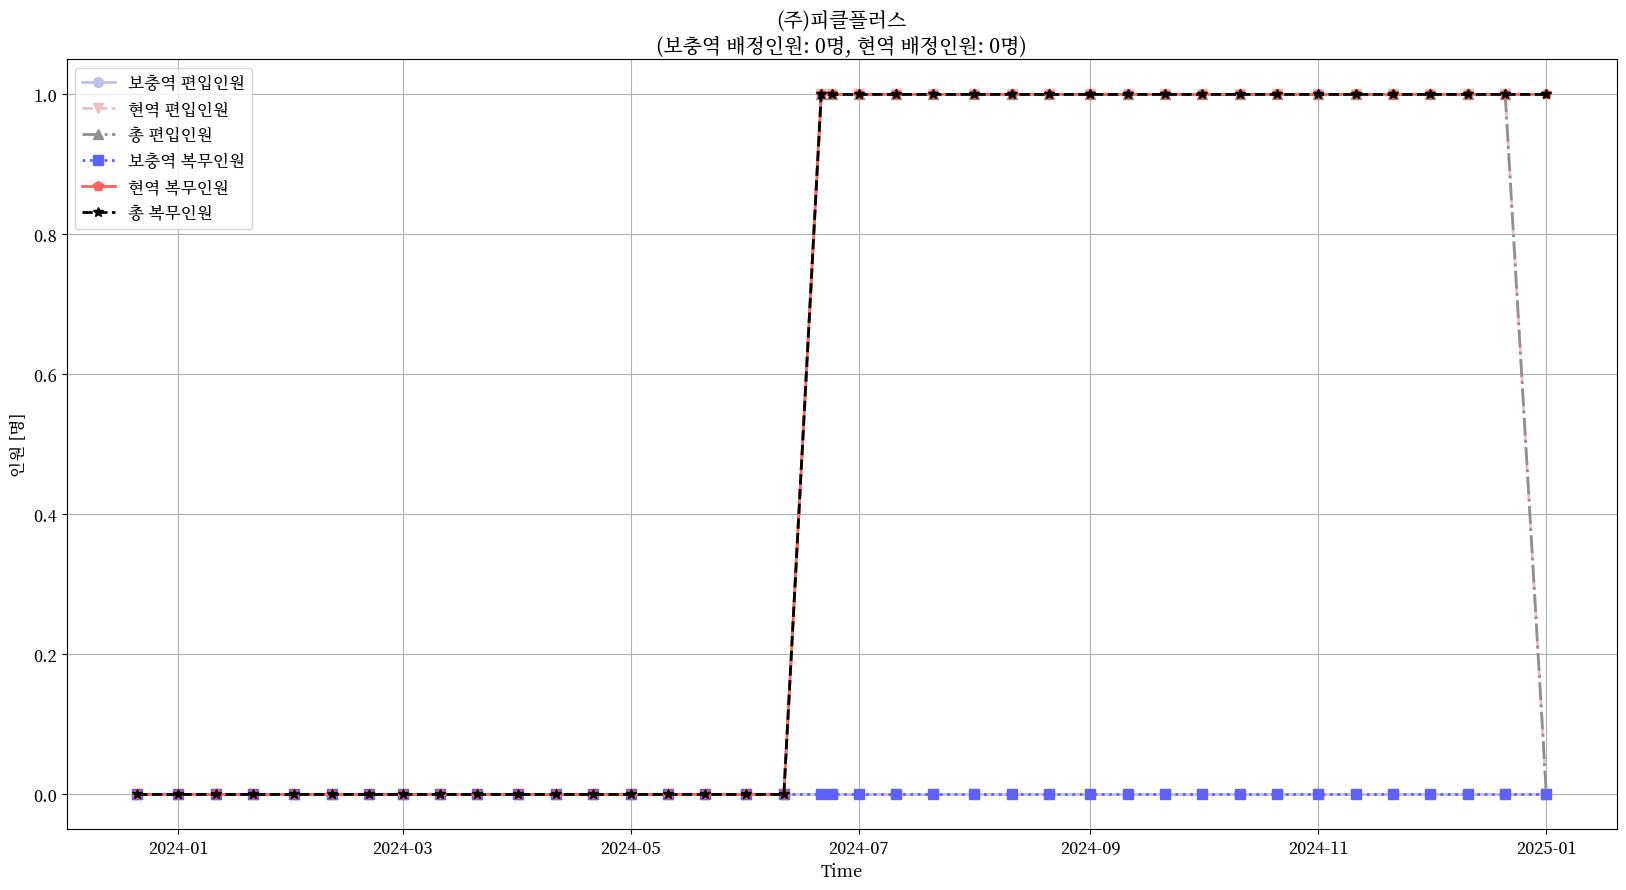 (주)피클플러스
(보충역 배정인원: 0명, 현역 배정인원: 0명)
보충역 편입인원
현역 편입인원
총 편입인원
보충역 복무인원
현역 복무인원
총 복무인원
1.0
0.8
0.6
0.4
0.2
0.0
인원 [명]
2024-01
2024-03
2024-05
2024-07
2024-09
2024-11
2025-01
Time